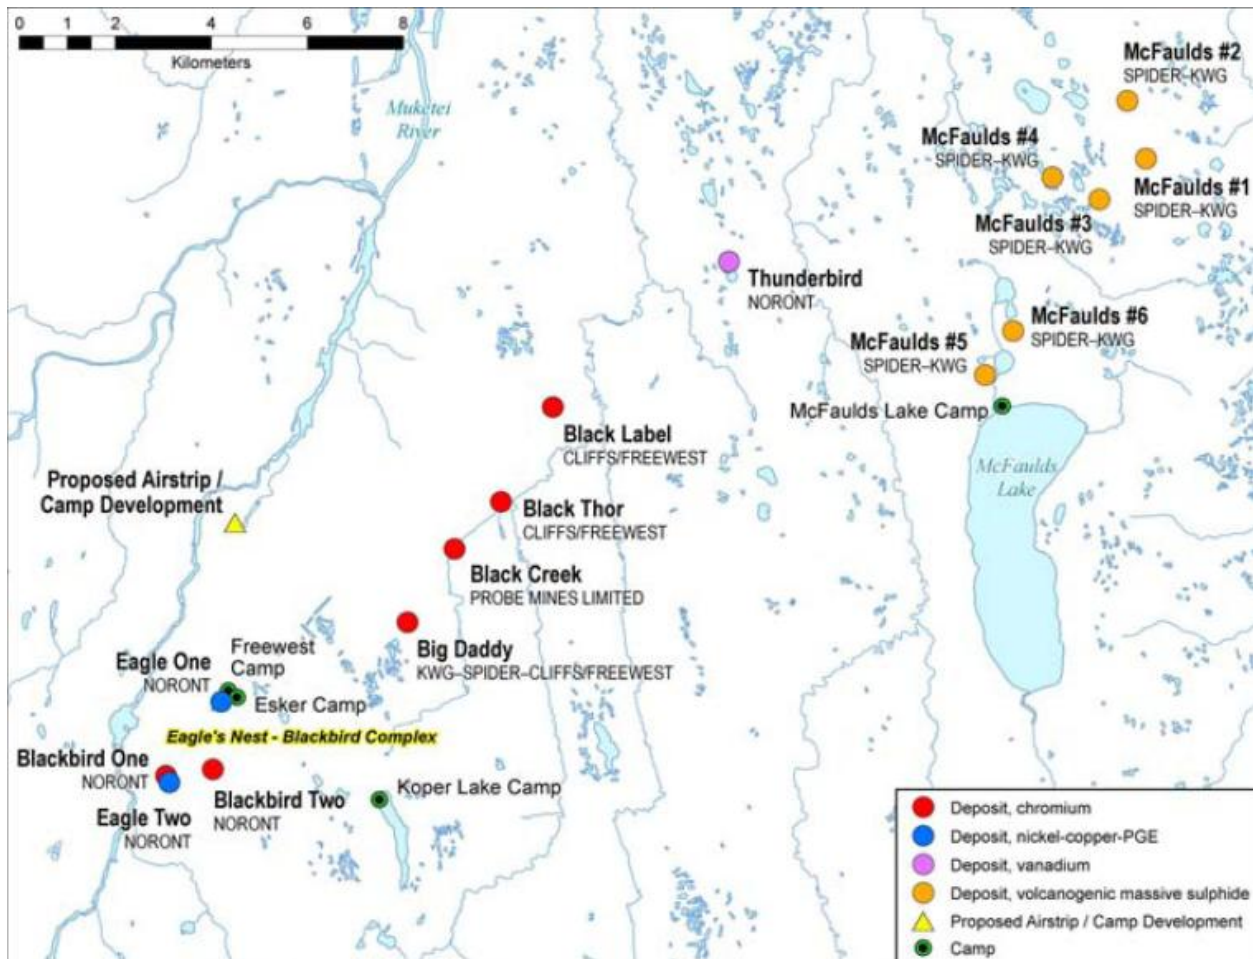 0 2 4 8
Kilometers
Muketei
River
McFaulds #2
SPIDER–KWG
McFaulds #4
SPIDER–KWG
McFaulds #1
SPIDER–KWG
McFaulds #3
SPIDER–KWG
Thunderbird
NORONT
McFaulds #6
SPIDER–KWG
McFaulds #5
SPIDER–KWG
McFaulds Lake Camp
McFaulds
Lake
Black Label
CLIFFS/FREEWEST
Proposed Airstrip /
Camp Development
Black Thor
CLIFFS/FREEWEST
Black Creek
PROBE MINES LIMITED
Big Daddy
KWG–SPIDER–CLIFFS/FREEWEST
Freewest
Camp
Eagle One
NORONT
Esker Camp
Eagle's Nest - Blackbird Complex
Blackbird One
NORONT
Eagle Two
NORONT
Blackbird Two
NORONT
Koper Lake Camp
Deposit, chromium
Deposit, nickel-copper-PGE
Deposit, vanadium
Deposit, volcanogenic massive sulphide
Proposed Airstrip / Camp Development
Camp